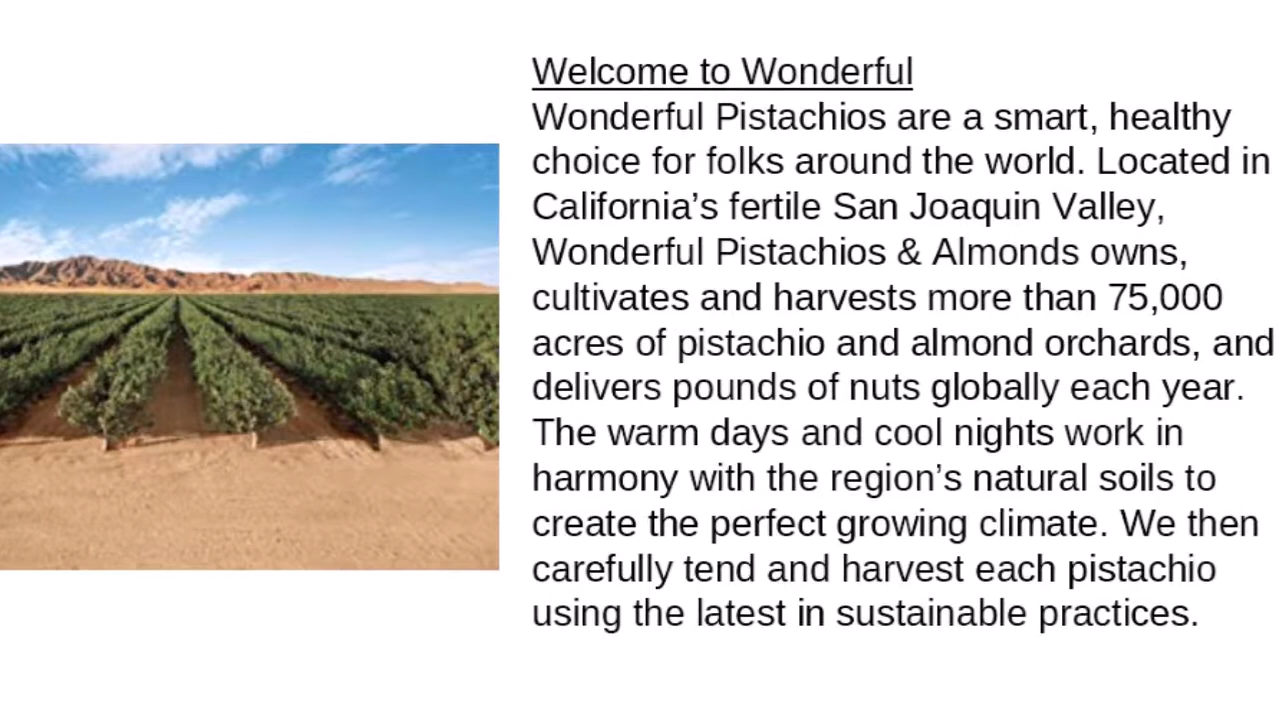 Welcome to Wonderful
Wonderful Pistachios are a smart, healthy
choice for folks around the world. Located in
California’s fertile San Joaquin Valley,
Wonderful Pistachios & Almonds owns,
cultivates and harvests more than 75,000
acres of pistachio and almond orchards, and
delivers pounds of nuts globally each year.
The warm days and cool nights work in
harmony with the region’s natural soils to
create the perfect growing climate. We then
carefully tend and harvest each pistachio
using the latest in sustainable practices.